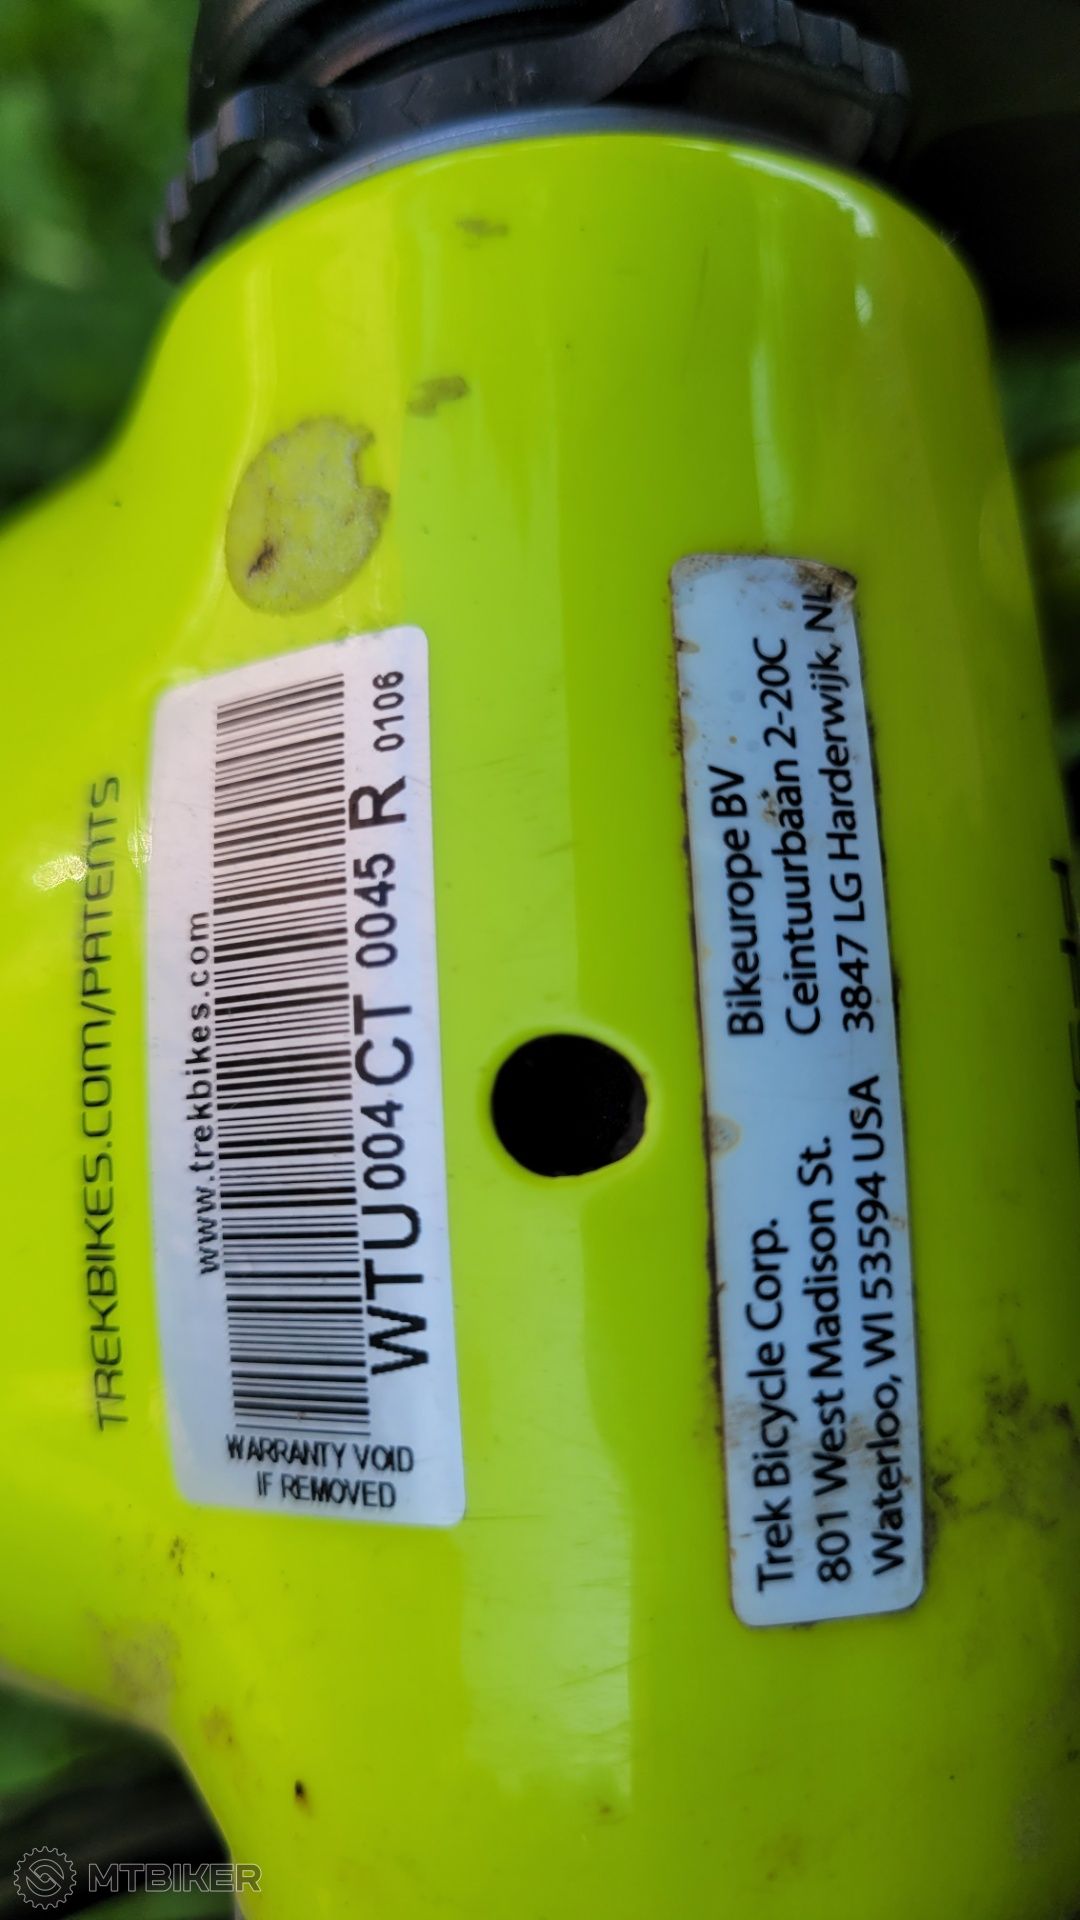 TREKBIKES.COM/PATENTS
www.trekbikes.com
WTU 004 CT 0045 R 0106
WARRANTY VOID
IF REMOVED
Trek Bicycle Corp.
801 West Madison St.
Waterloo, WI 53594 USA
Bikeurope BV
Ceintuurbaan 2-20C
3847 LG Harderwijk, NL
MTBIKER